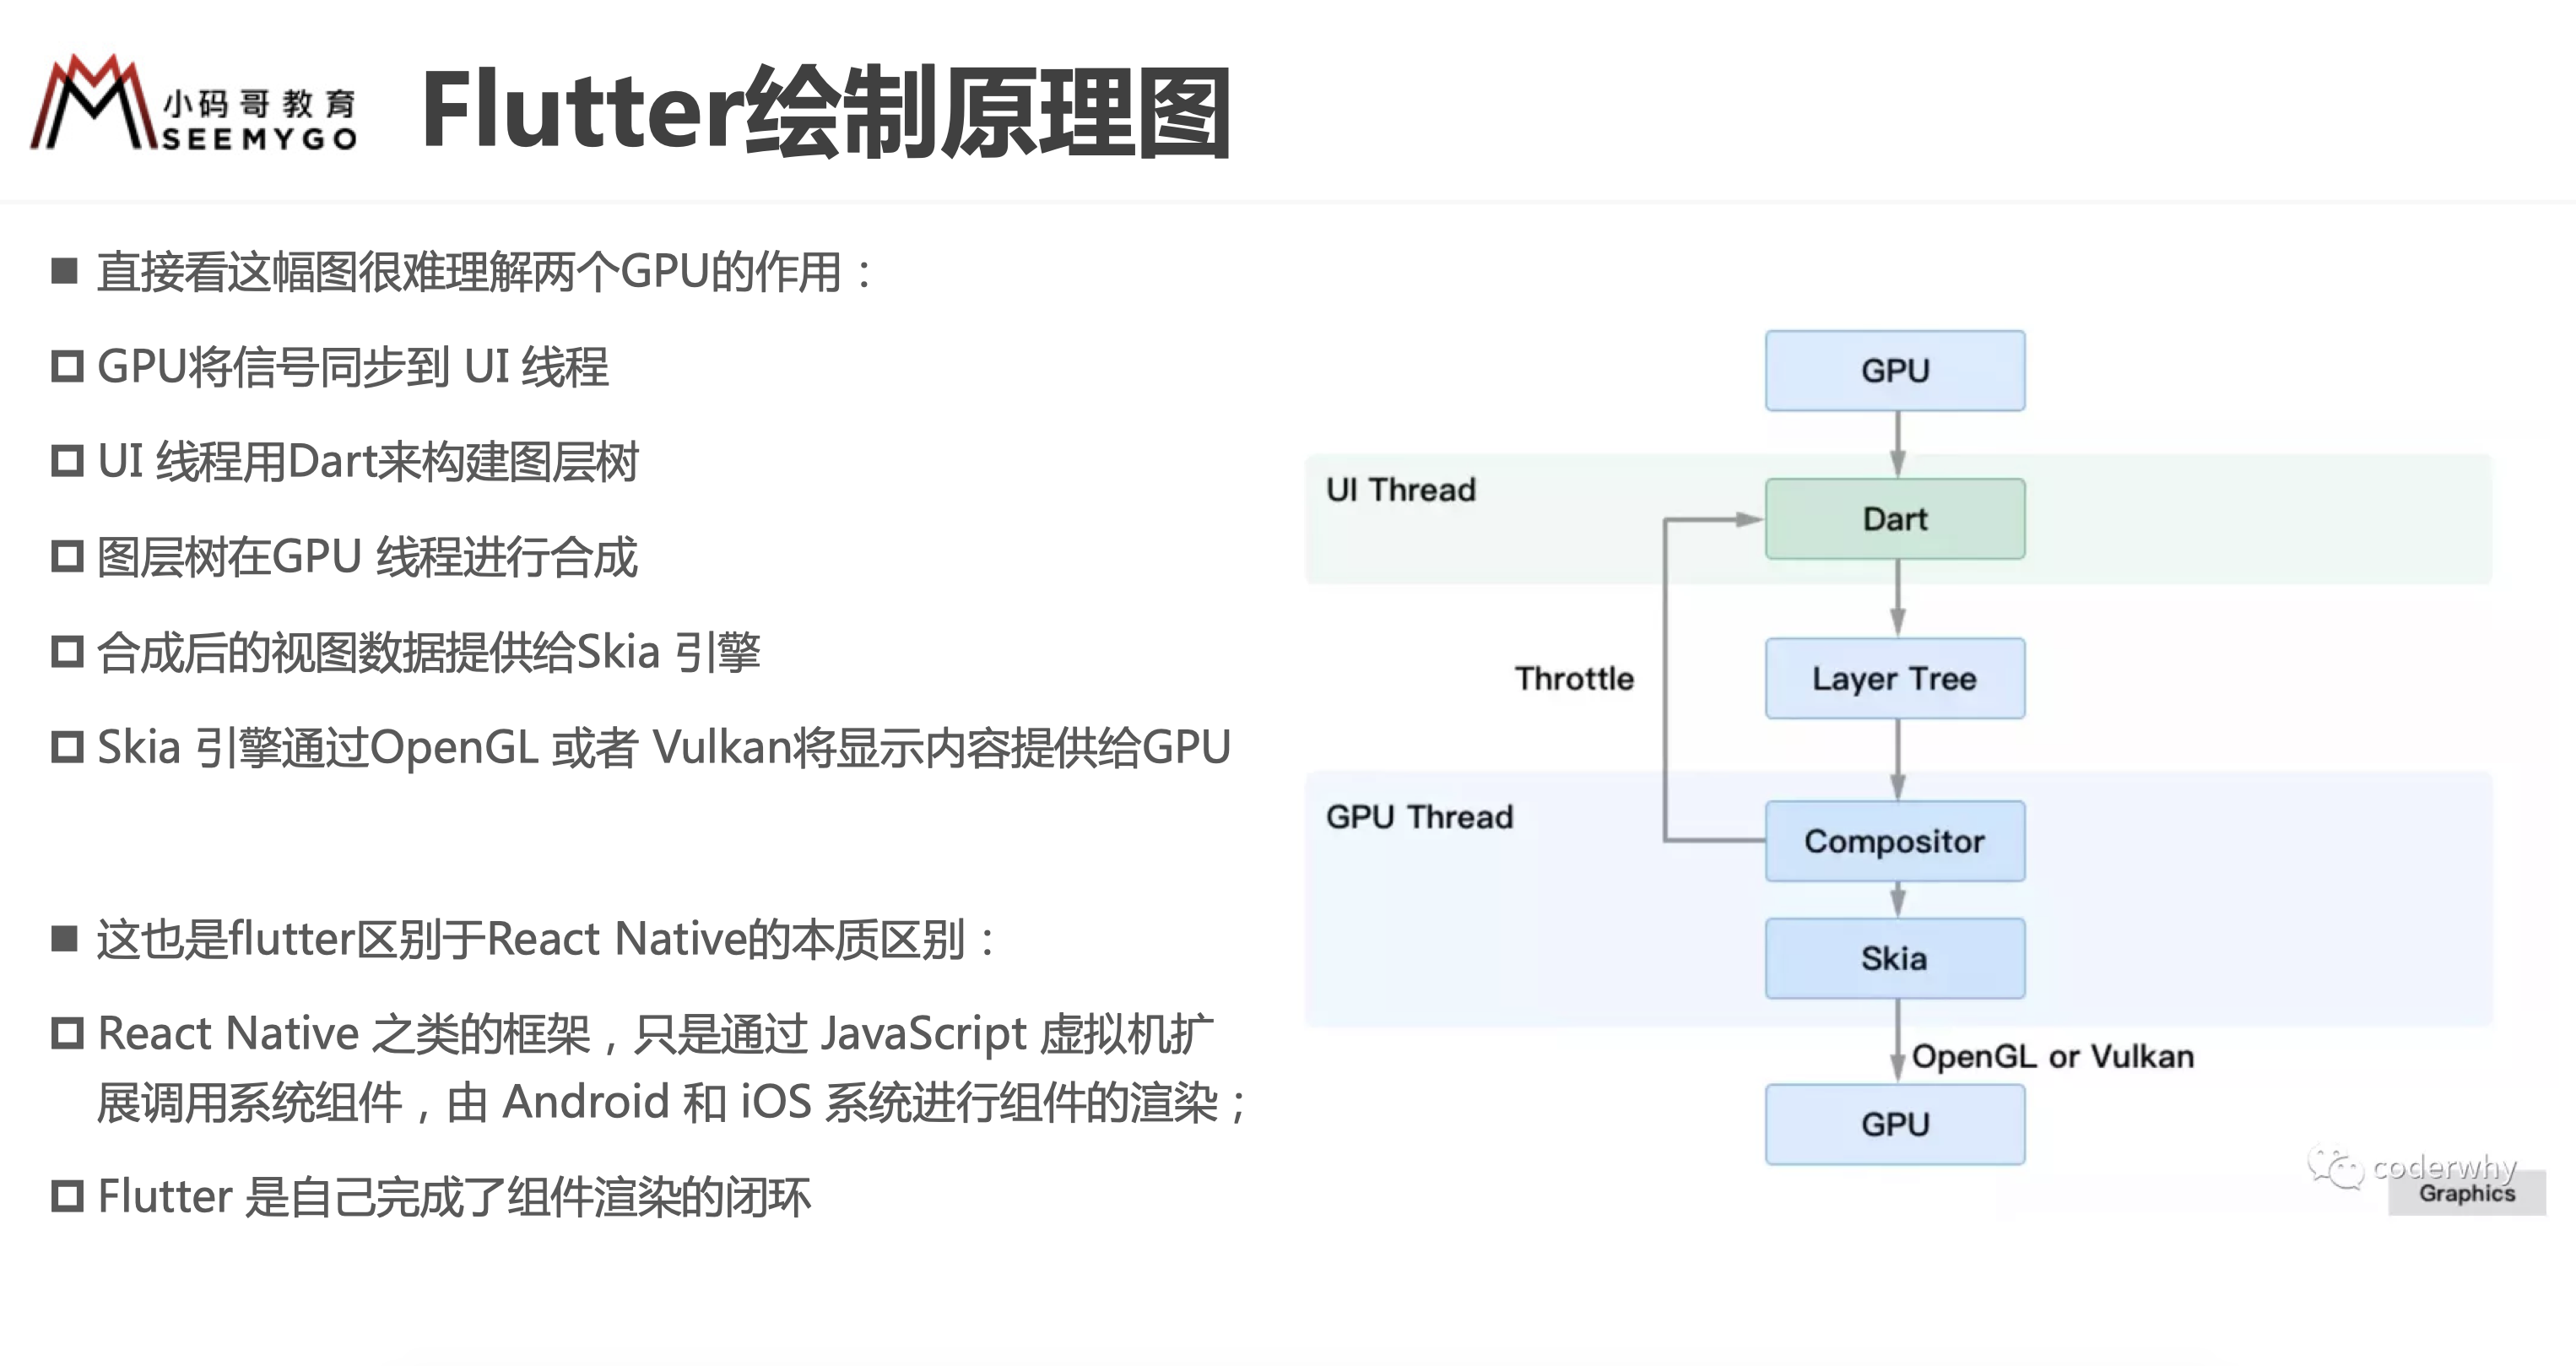 小码哥教育
SEEMYGO
Flutter绘制原理图
直接看这幅图很难理解两个GPU的作用：
GPU将信号同步到 UI 线程
UI 线程用Dart来构建图层树
图层树在GPU 线程进行合成
合成后的视图数据提供给Skia 引擎
Skia 引擎通过OpenGL 或者 Vulkan将显示内容提供给GPU
这也是flutter区别于React Native的本质区别：
React Native 之类的框架，只是通过 JavaScript 虚拟机扩
展调用系统组件，由 Android 和 iOS 系统进行组件的渲染；
Flutter 是自己完成了组件渲染的闭环
GPU
UI Thread
Dart
Throttle
Layer Tree
GPU Thread
Compositor
Skia
OpenGL or Vulkan
GPU
coderwhy
Graphics